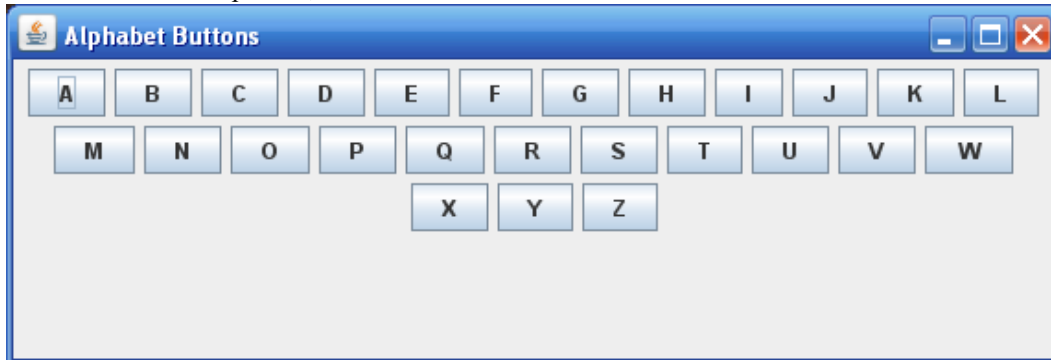 Alphabet Buttons
A B C D E F G H I J K L
M N O P Q R S T U V W
X Y Z